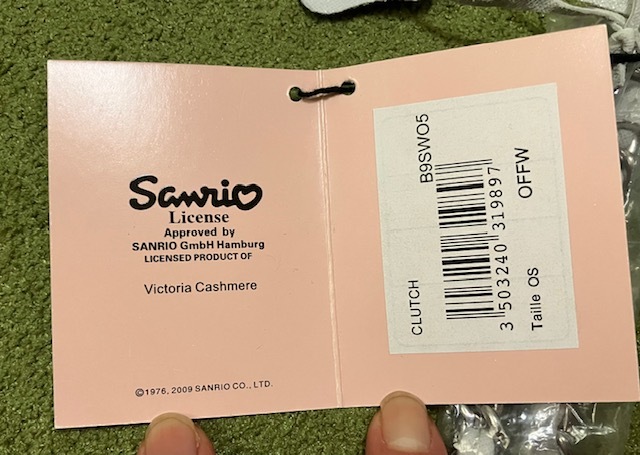 Sanrio
License
Approved by
SANRIO GmbH Hamburg
LICENSED PRODUCT OF
Victoria Cashmere
©1976, 2009 SANRIO CO., LTD.
CLUTCH B9SWO5
3 503240 319897
Taille OS OFFW